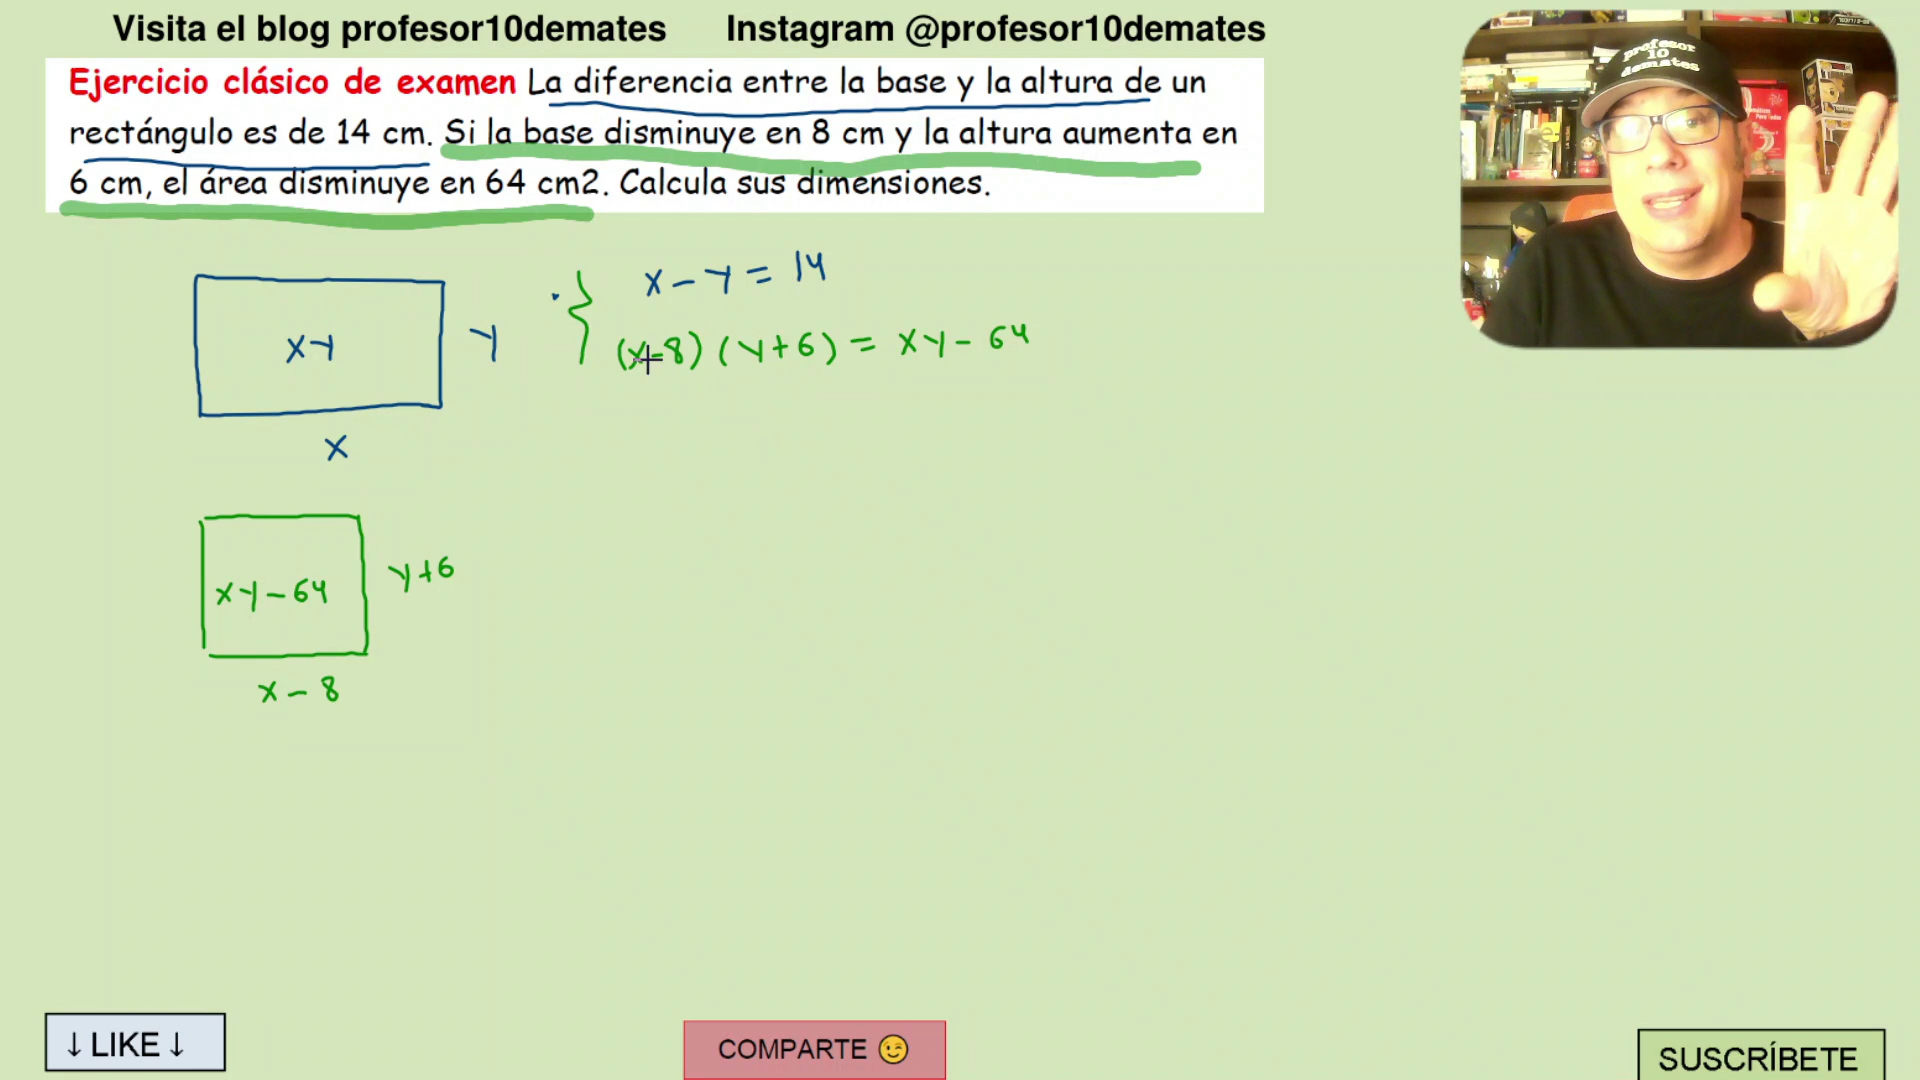 Visita el blog profesor10demates Instagram @profesor10demates
Ejercicio clásico de examen La diferencia entre la base y la altura de un
rectángulo es de 14 cm. Si la base disminuye en 8 cm y la altura aumenta en
6 cm, el área disminuye en 64 cm2. Calcula sus dimensiones.
profesor
10
demates
x - y = 14
(x-8) (y+6) = xy - 64
xy
y
x
xy - 64
y+6
x - 8
↓ LIKE ↓
COMPARTE 😉
SUSCRÍBETE